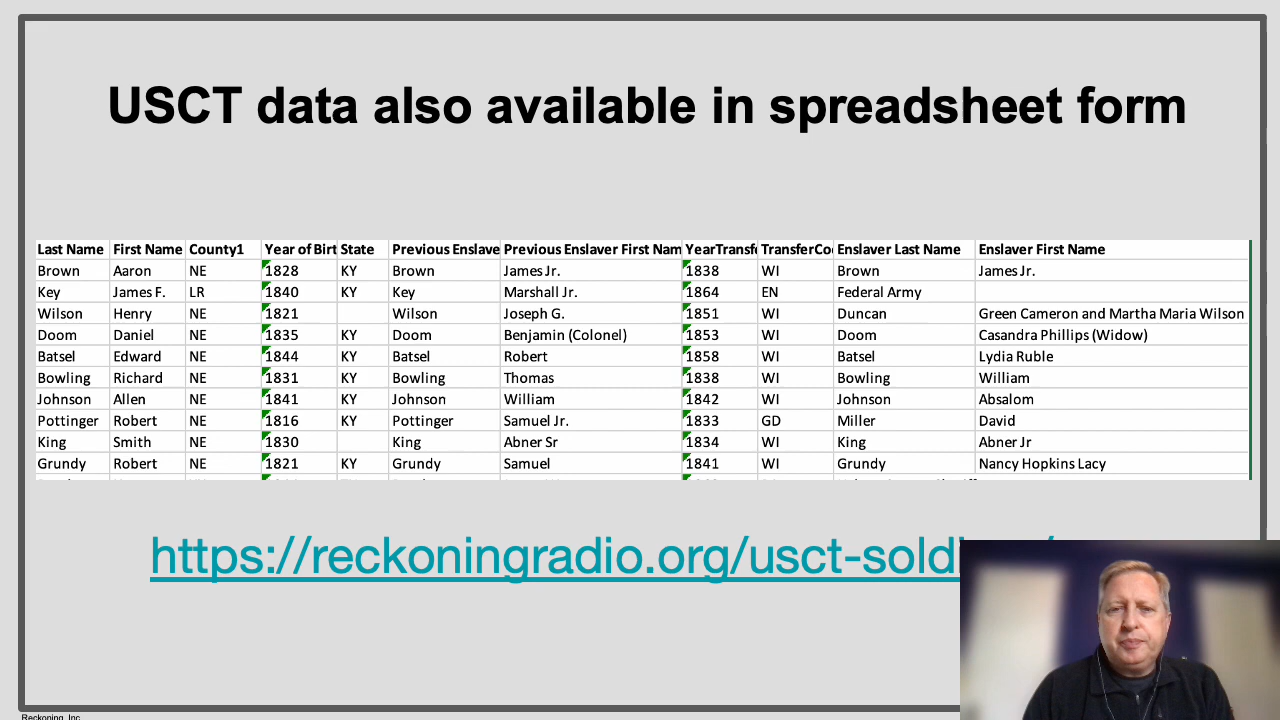 USCT data also available in spreadsheet form
Last Name First Name County1 Year of Birt State Previous Enslave Previous Enslaver First Nam YearTransf TransferCo Enslaver Last Name Enslaver First Name
Brown Aaron NE 1828 KY Brown James Jr. 1838 WI Brown James Jr.
Key James F. LR 1840 KY Key Marshall Jr. 1864 EN Federal Army
Wilson Henry NE 1821 Wilson Joseph G. 1851 WI Duncan Green Cameron and Martha Maria Wilson
Doom Daniel NE 1835 KY Doom Benjamin (Colonel) 1853 WI Doom Casandra Phillips (Widow)
Batsel Edward NE 1844 KY Batsel Robert 1858 WI Batsel Lydia Ruble
Bowling Richard NE 1831 KY Bowling Thomas 1838 WI Bowling William
Johnson Allen NE 1841 KY Johnson William 1842 WI Johnson Absalom
Pottinger Robert NE 1816 KY Pottinger Samuel Jr. 1833 GD Miller David
King Smith NE 1830 King Abner Sr 1834 WI King Abner Jr
Grundy Robert NE 1821 KY Grundy Samuel 1841 WI Grundy Nancy Hopkins Lacy
https://reckoningradio.org/usct-sold
Reckoning, Inc